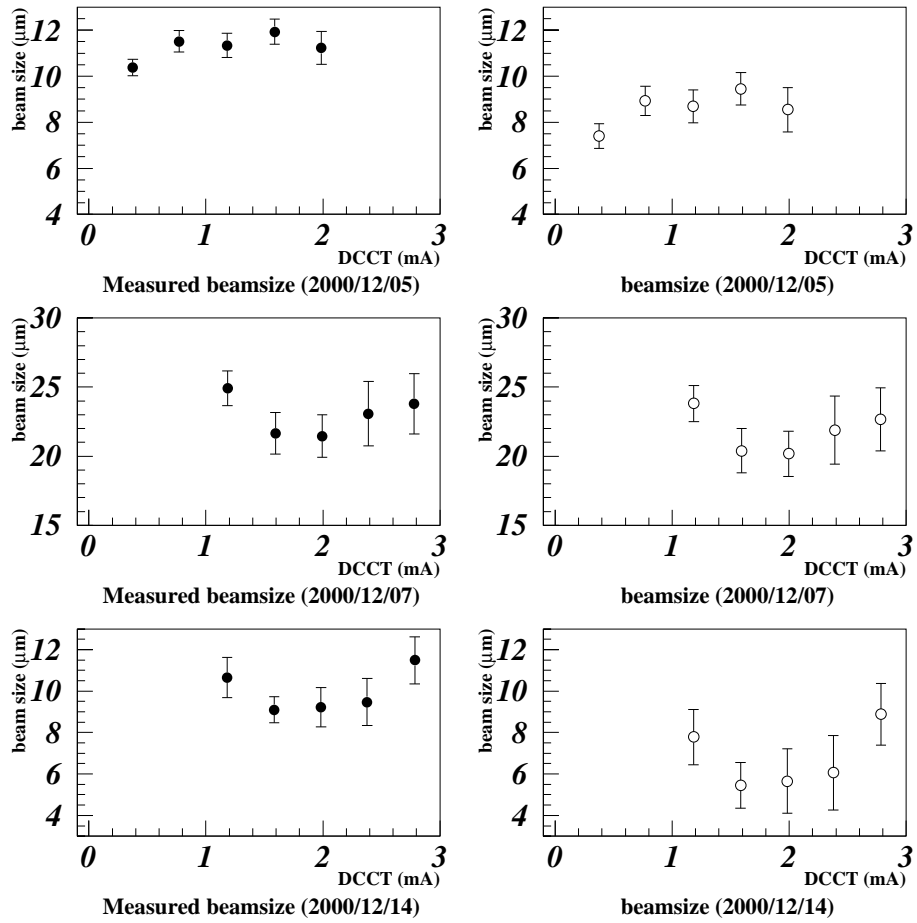 beam size (μm)
12
10
8
6
4
0 1 2 3
DCCT (mA)
Measured beamsize (2000/12/05)
beam size (μm)
12
10
8
6
4
0 1 2 3
DCCT (mA)
beamsize (2000/12/05)
beam size (μm)
30
25
20
15
0 1 2 3
DCCT (mA)
Measured beamsize (2000/12/07)
beam size (μm)
30
25
20
15
0 1 2 3
DCCT (mA)
beamsize (2000/12/07)
beam size (μm)
12
10
8
6
4
0 1 2 3
DCCT (mA)
Measured beamsize (2000/12/14)
beam size (μm)
12
10
8
6
4
0 1 2 3
DCCT (mA)
beamsize (2000/12/14)